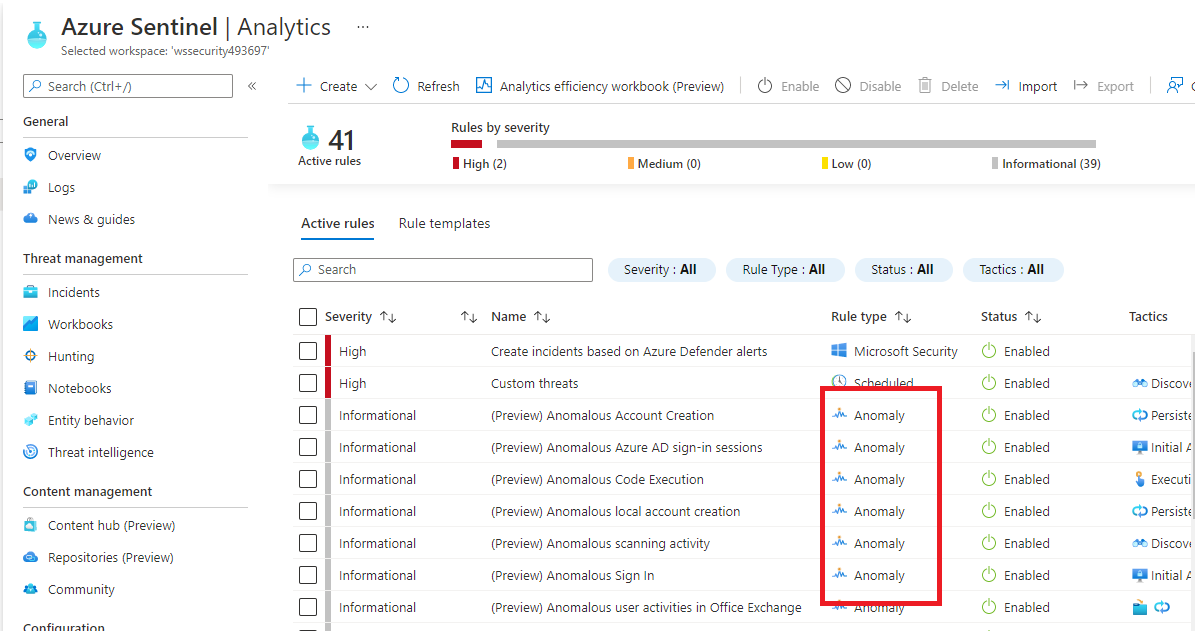 Azure Sentinel | Analytics ...
Selected workspace: 'wssecurity493697'
Search (Ctrl+/)
«
General
Overview
Logs
News & guides
Threat management
Incidents
Workbooks
Hunting
Notebooks
Entity behavior
Threat intelligence
Content management
Content hub (Preview)
Repositories (Preview)
Community
Configuration
Create Refresh Analytics efficiency workbook (Preview) Enable Disable Delete Import Export
41
Active rules
Rules by severity
High (2) Medium (0) Low (0) Informational (39)
Active rules Rule templates
Search Severity : All Rule Type : All Status : All Tactics : All
Severity ↑↓ ↑↓ Name ↑↓ Rule type ↑↓ Status ↑↓ Tactics
High Create incidents based on Azure Defender alerts Microsoft Security Enabled
High Custom threats Scheduled Enabled Discove
Informational (Preview) Anomalous Account Creation Anomaly Enabled Persiste
Informational (Preview) Anomalous Azure AD sign-in sessions Anomaly Enabled Initial A
Informational (Preview) Anomalous Code Execution Anomaly Enabled Executi
Informational (Preview) Anomalous local account creation Anomaly Enabled Persiste
Informational (Preview) Anomalous scanning activity Anomaly Enabled Discove
Informational (Preview) Anomalous Sign In Anomaly Enabled Initial A
Informational (Preview) Anomalous user activities in Office Exchange Anomaly Enabled